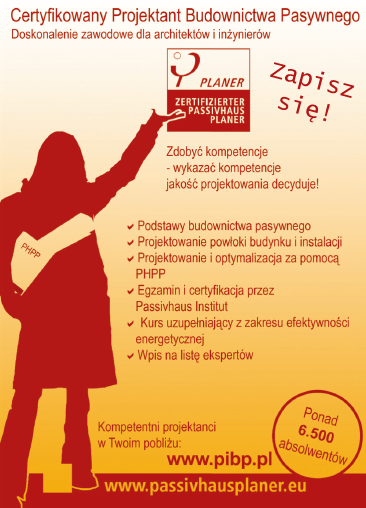 Certyfikowany Projektant Budownictwa Pasywnego
Doskonalenie zawodowe dla architektów i inżynierów
PLANER
ZERTIFIZIERTER
PASSIVHAUS
PLANER
Zapisz
się!
Zdobyć kompetencje
- wykazać kompetencje
jakość projektowania decyduje!
PHPP
Podstawy budownictwa pasywnego
Projektowanie powłoki budynku i instalacji
Projektowanie i optymalizacja za pomocą
PHPP
Egzamin i certyfikacja przez
Passivhaus Institut
Kurs uzupełniający z zakresu efektywności
energetycznej
Wpis na listę ekspertów
Kompetentni projektanci
w Twoim pobliżu:
www.pibp.pl
Ponad
6.500
absolwentów
www.passivhausplaner.eu